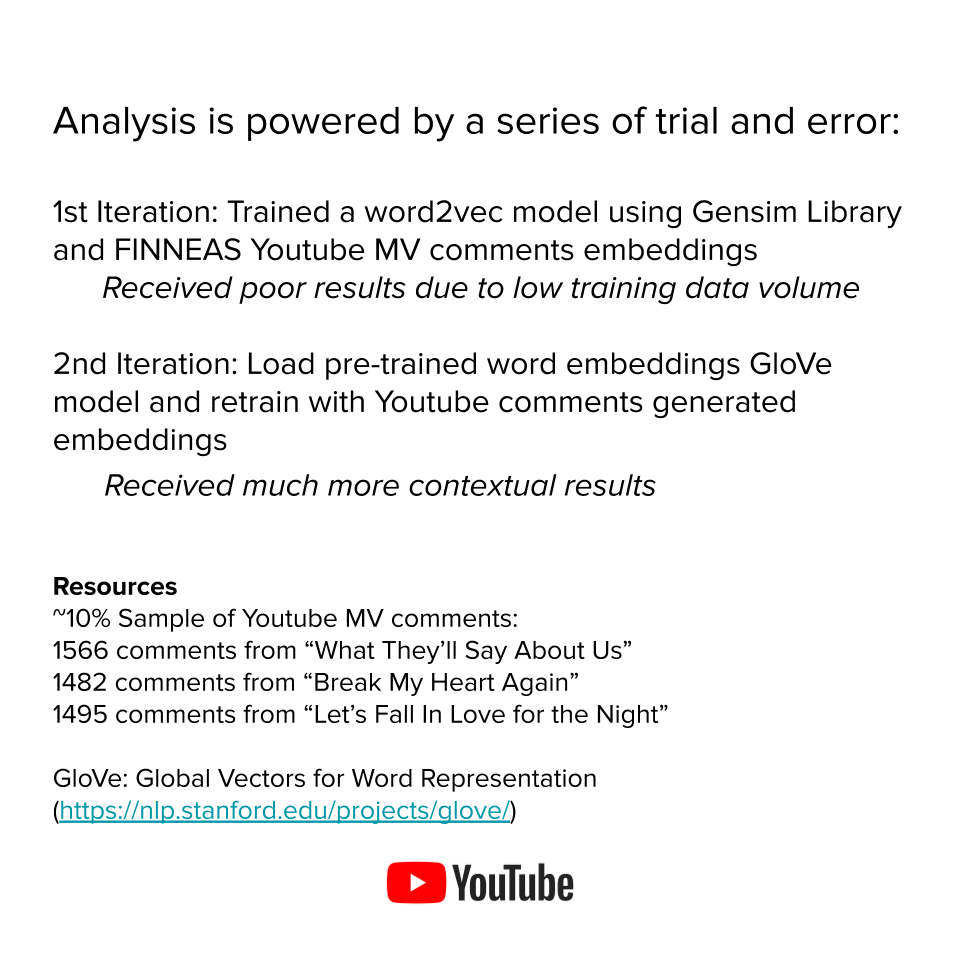 Analysis is powered by a series of trial and error:
1st Iteration: Trained a word2vec model using Gensim Library
and FINNEAS Youtube MV comments embeddings
Received poor results due to low training data volume
2nd Iteration: Load pre-trained word embeddings GloVe
model and retrain with Youtube comments generated
embeddings
Received much more contextual results
Resources
~10% Sample of Youtube MV comments:
1566 comments from “What They’ll Say About Us”
1482 comments from “Break My Heart Again”
1495 comments from “Let’s Fall In Love for the Night”
GloVe: Global Vectors for Word Representation
(https://nlp.stanford.edu/projects/glove/)
YouTube